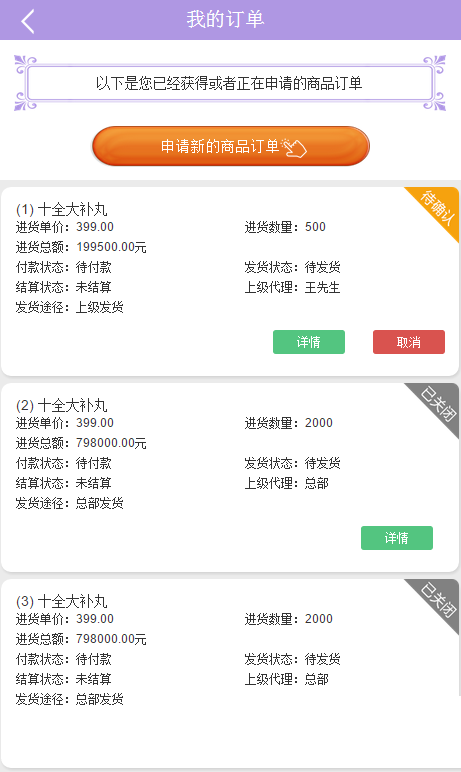 我的订单
以下是您已经获得或者正在申请的商品订单
申请新的商品订单
待确认
(1) 十全大补丸
进货单价：399.00 进货数量：500
进货总额：199500.00元
付款状态：待付款 发货状态：待发货
结算状态：未结算 上级代理：王先生
发货途径：上级发货
详情 取消
已关闭
(2) 十全大补丸
进货单价：399.00 进货数量：2000
进货总额：798000.00元
付款状态：待付款 发货状态：待发货
结算状态：未结算 上级代理：总部
发货途径：总部发货
详情
已关闭
(3) 十全大补丸
进货单价：399.00 进货数量：2000
进货总额：798000.00元
付款状态：待付款 发货状态：待发货
结算状态：未结算 上级代理：总部
发货途径：总部发货